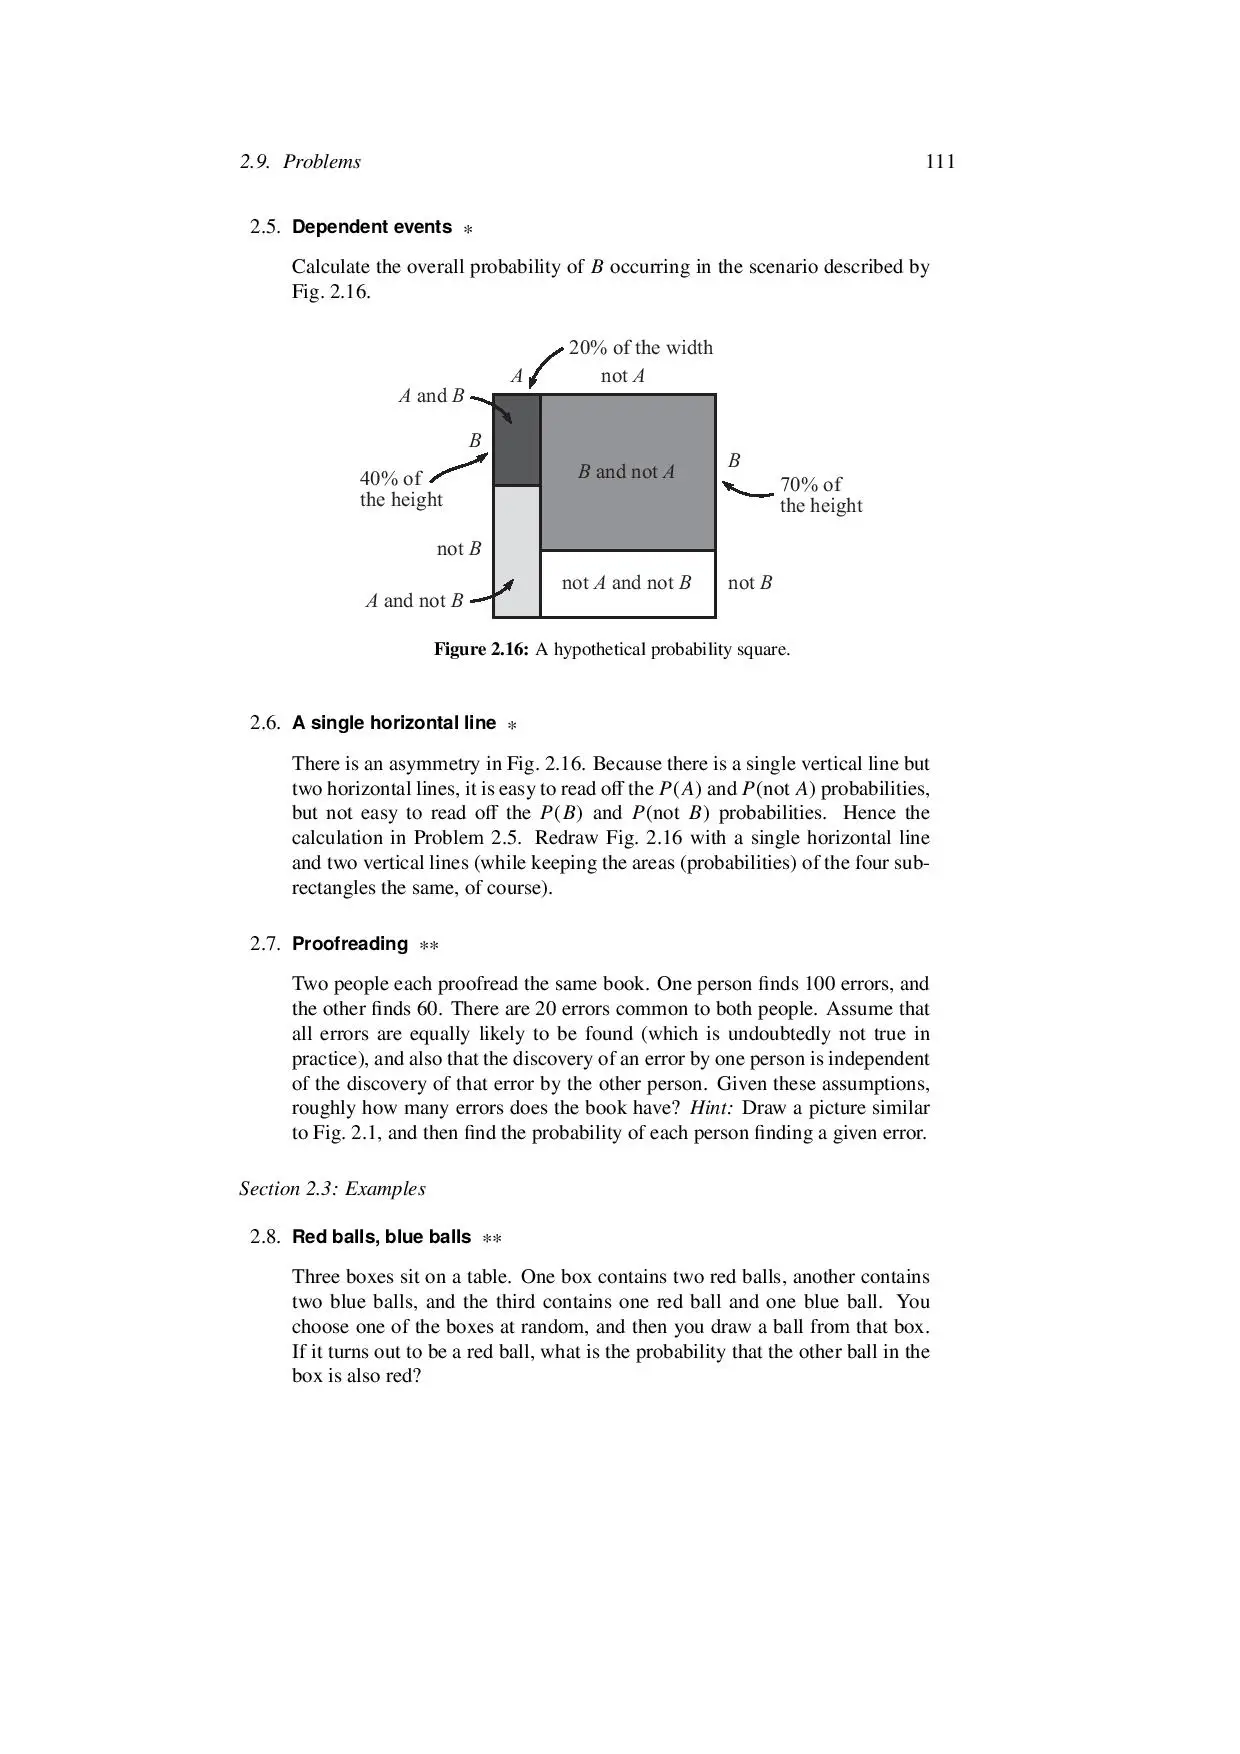 2.9. Problems 111
2.5. Dependent events *
Calculate the overall probability of B occurring in the scenario described by
Fig. 2.16.
20% of the width
A not A
A and B
B
B and not A
B
40% of
the height
70% of
the height
not B
not A and not B
not B
A and not B
Figure 2.16: A hypothetical probability square.
2.6. A single horizontal line *
There is an asymmetry in Fig. 2.16. Because there is a single vertical line but
two horizontal lines, it is easy to read off the P(A) and P(not A) probabilities,
but not easy to read off the P(B) and P(not B) probabilities. Hence the
calculation in Problem 2.5. Redraw Fig. 2.16 with a single horizontal line
and two vertical lines (while keeping the areas (probabilities) of the four sub-
rectangles the same, of course).
2.7. Proofreading **
Two people each proofread the same book. One person finds 100 errors, and
the other finds 60. There are 20 errors common to both people. Assume that
all errors are equally likely to be found (which is undoubtedly not true in
practice), and also that the discovery of an error by one person is independent
of the discovery of that error by the other person. Given these assumptions,
roughly how many errors does the book have? Hint: Draw a picture similar
to Fig. 2.1, and then find the probability of each person finding a given error.
Section 2.3: Examples
2.8. Red balls, blue balls **
Three boxes sit on a table. One box contains two red balls, another contains
two blue balls, and the third contains one red ball and one blue ball. You
choose one of the boxes at random, and then you draw a ball from that box.
If it turns out to be a red ball, what is the probability that the other ball in the
box is also red?